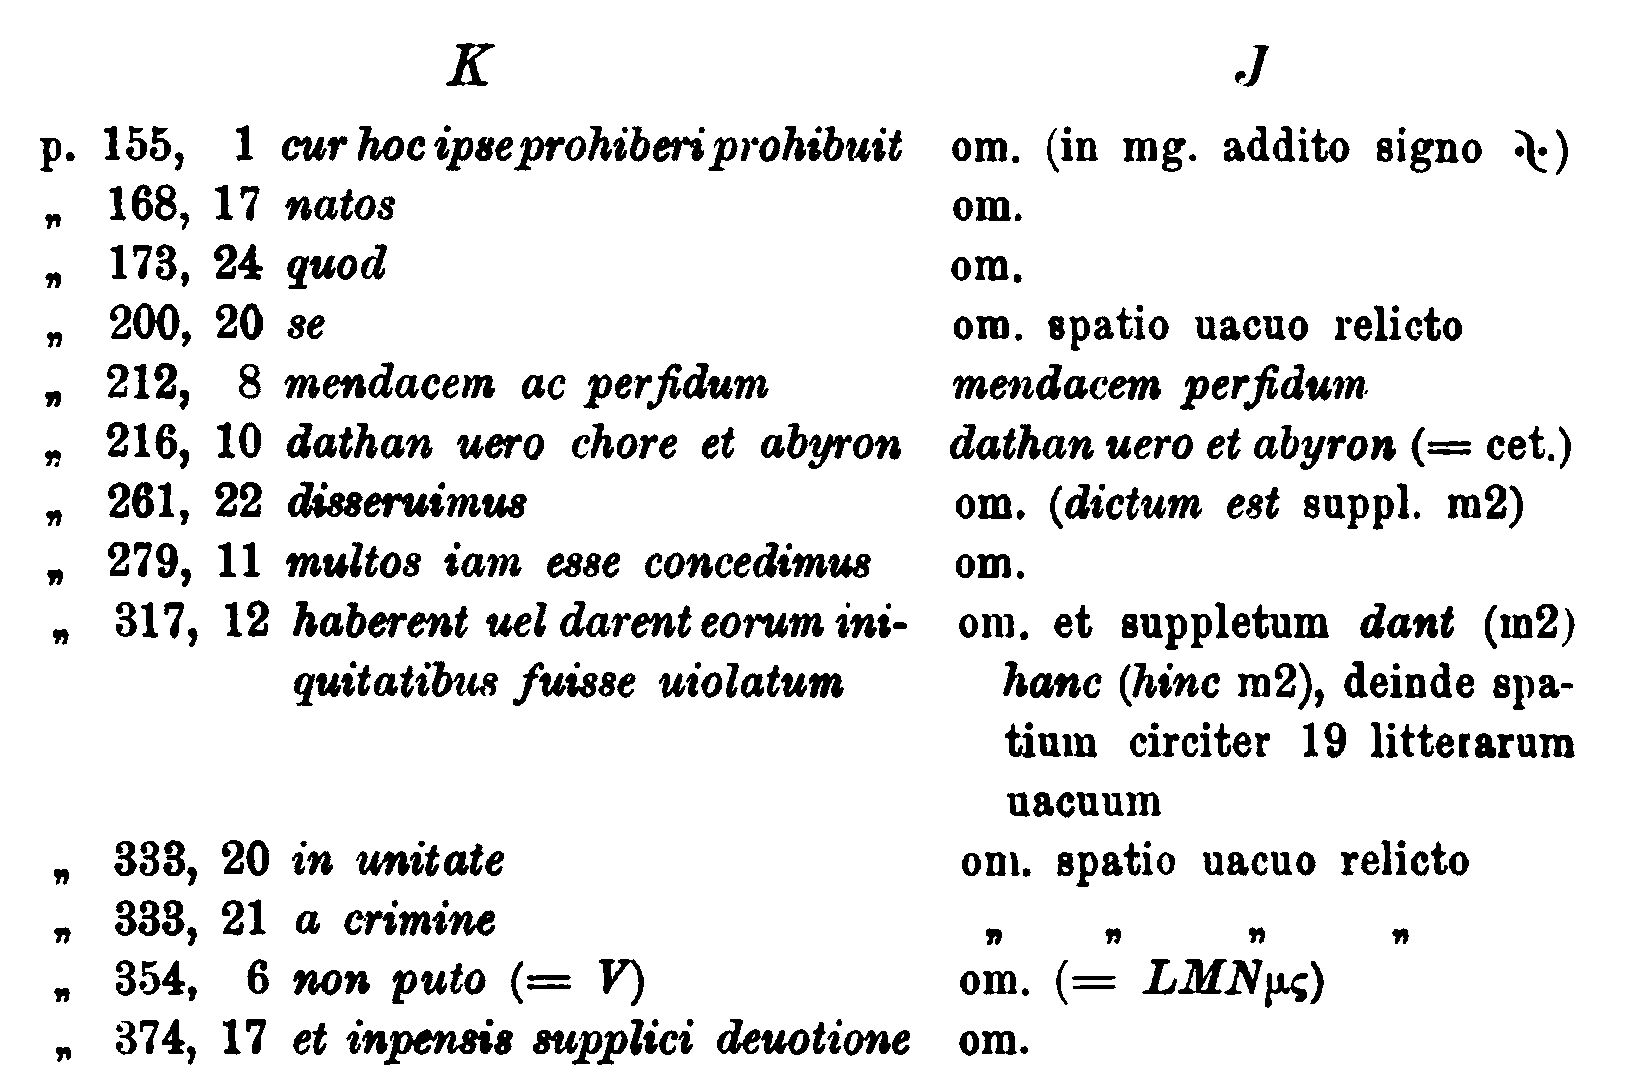 K J
p. 155, 1 cur hoc ipse prohiberi prohibuit om. (in mg. addito signo ·𝼈·)
„ 168, 17 natos om.
„ 173, 24 quod om.
„ 200, 20 se om. spatio uacuo relicto
„ 212, 8 mendacem ac perfidum mendacem perfidum
„ 216, 10 dathan uero chore et abyron dathan uero et abyron (= cet.)
„ 261, 22 disseruimus om. (dictum est suppl. m2)
„ 279, 11 multos iam esse concedimus om.
„ 317, 12 haberent uel darent eorum ini- om. et suppletum dant (m2)
quitatibus fuisse uiolatum hanc (hinc m2), deinde spa-
tium circiter 19 litterarum
uacuum
„ 333, 20 in unitate om. spatio uacuo relicto
„ 333, 21 a crimine „ „ „ „
„ 354, 6 non puto (= V) om. (= LMNμς)
„ 374, 17 et inpensis supplici deuotione om.